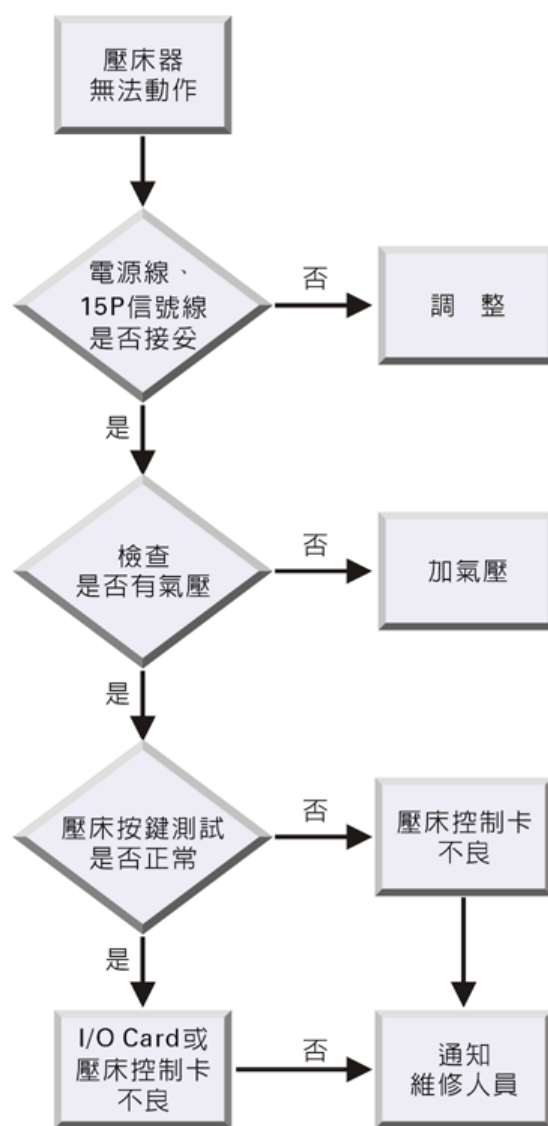 壓床器
無法動作
電源線、
15P信號線
是否接妥
否
調 整
是
檢查
是否有氣壓
否
加氣壓
是
壓床按鍵測試
是否正常
否
壓床控制卡
不良
是
I/O Card或
壓床控制卡
不良
否
通知
維修人員